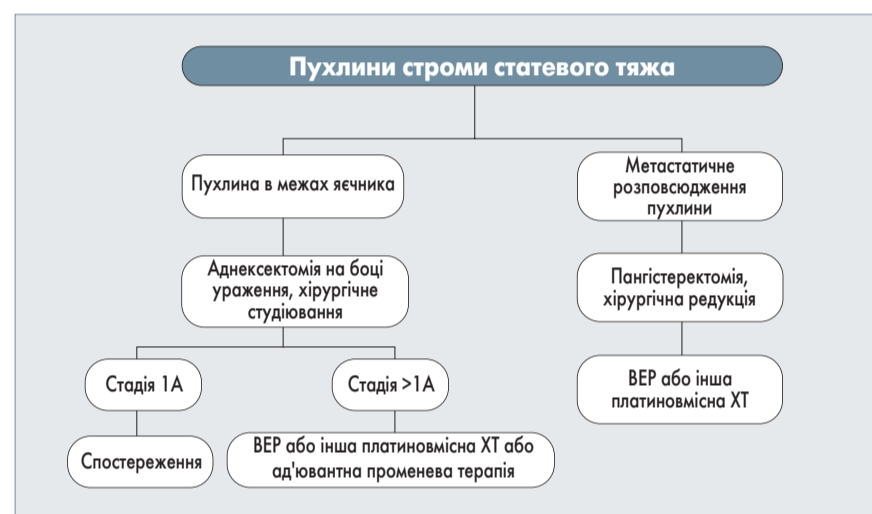 Пухлини строми статевого тяжа
Пухлина в межах яєчника
Метастатичне
розповсюдження
пухлини
Аднексектомія на боці
ураження, хірургічне
студіювання
Пангістеректомія,
хірургічна редукція
Стадія 1А
Стадія >1А
ВЕР або інша
платиновмісна ХТ
Спостереження
ВЕР або інша платиновмісна ХТ або
ад'ювантна променева терапія